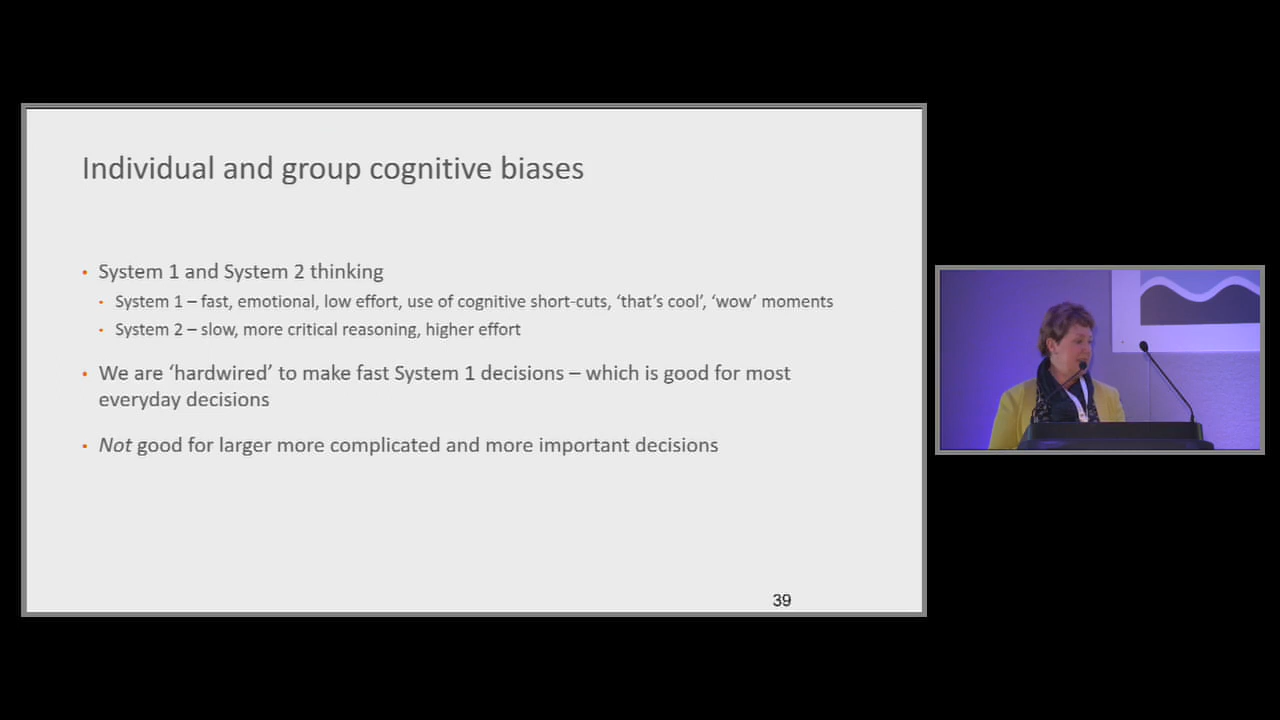 Individual and group cognitive biases
• System 1 and System 2 thinking
• System 1 – fast, emotional, low effort, use of cognitive short-cuts, ‘that’s cool’, ‘wow’ moments
• System 2 – slow, more critical reasoning, higher effort
• We are ‘hardwired’ to make fast System 1 decisions – which is good for most
everyday decisions
• Not good for larger more complicated and more important decisions
39